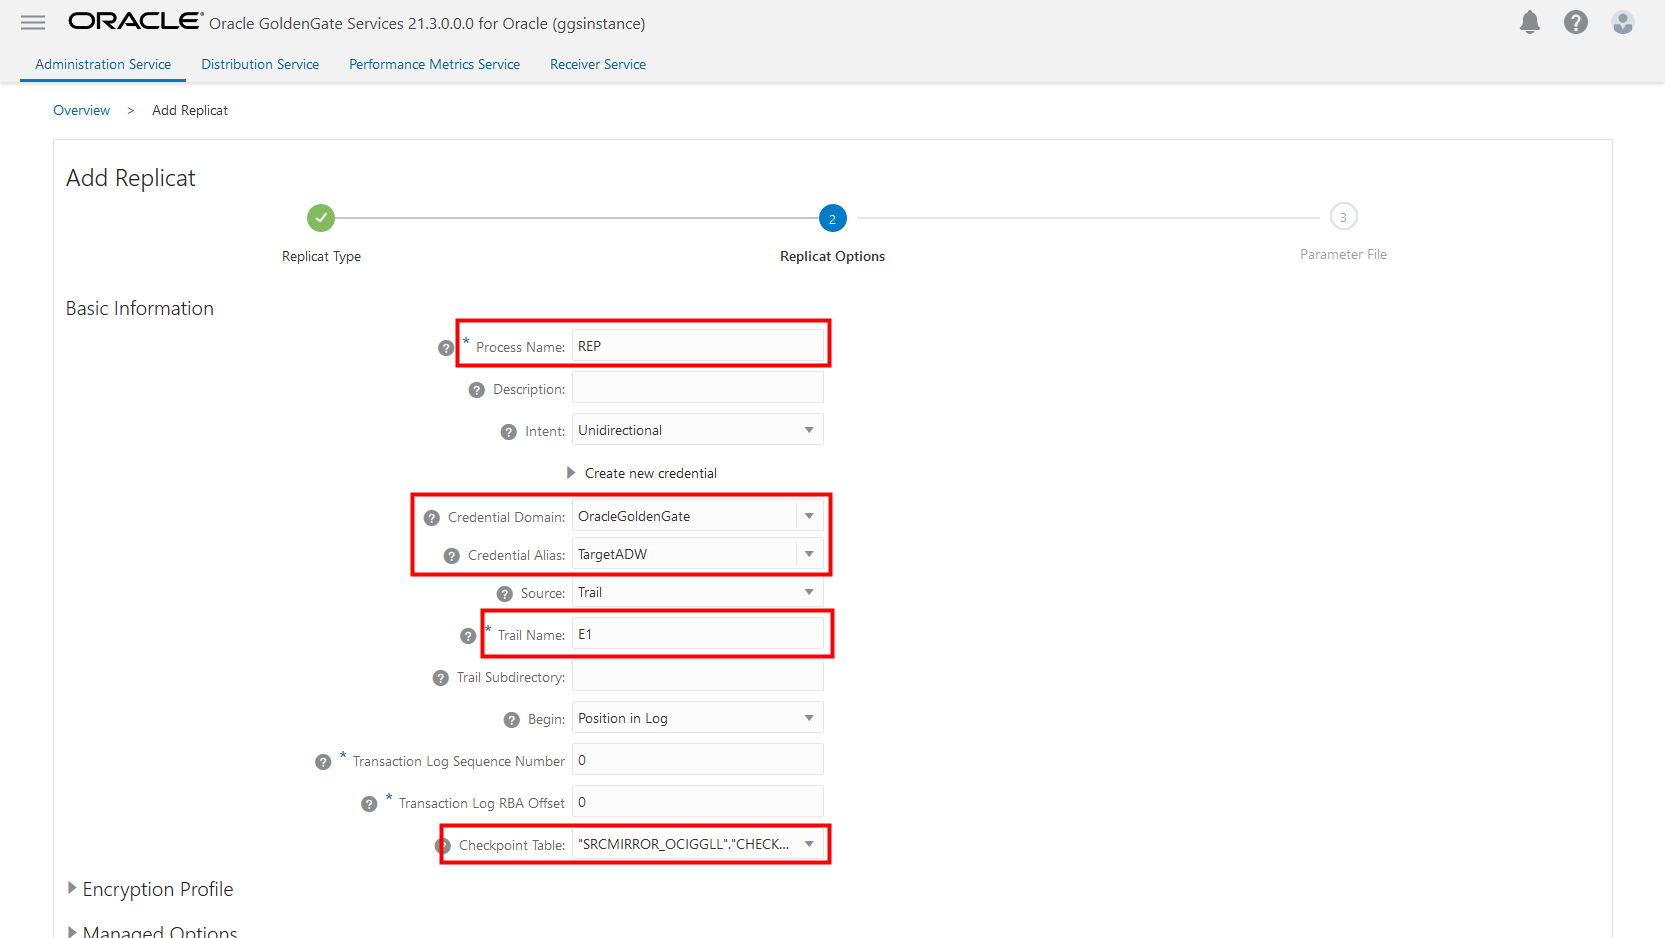 ORACLE Oracle GoldenGate Services 21.3.0.0.0 for Oracle (ggsinstance)
Administration Service Distribution Service Performance Metrics Service Receiver Service
Overview > Add Replicat
Add Replicat
2
3
Replicat Type Replicat Options Parameter File
Basic Information
* Process Name: REP
Description:
Intent: Unidirectional
Create new credential
Credential Domain: OracleGoldenGate
Credential Alias: TargetADW
Source: Trail
* Trail Name: E1
Trail Subdirectory:
Begin: Position in Log
* Transaction Log Sequence Number 0
* Transaction Log RBA Offset 0
Checkpoint Table: "SRCMIRROR_OCIGGLL"."CHECK...
Encryption Profile
Managed Options